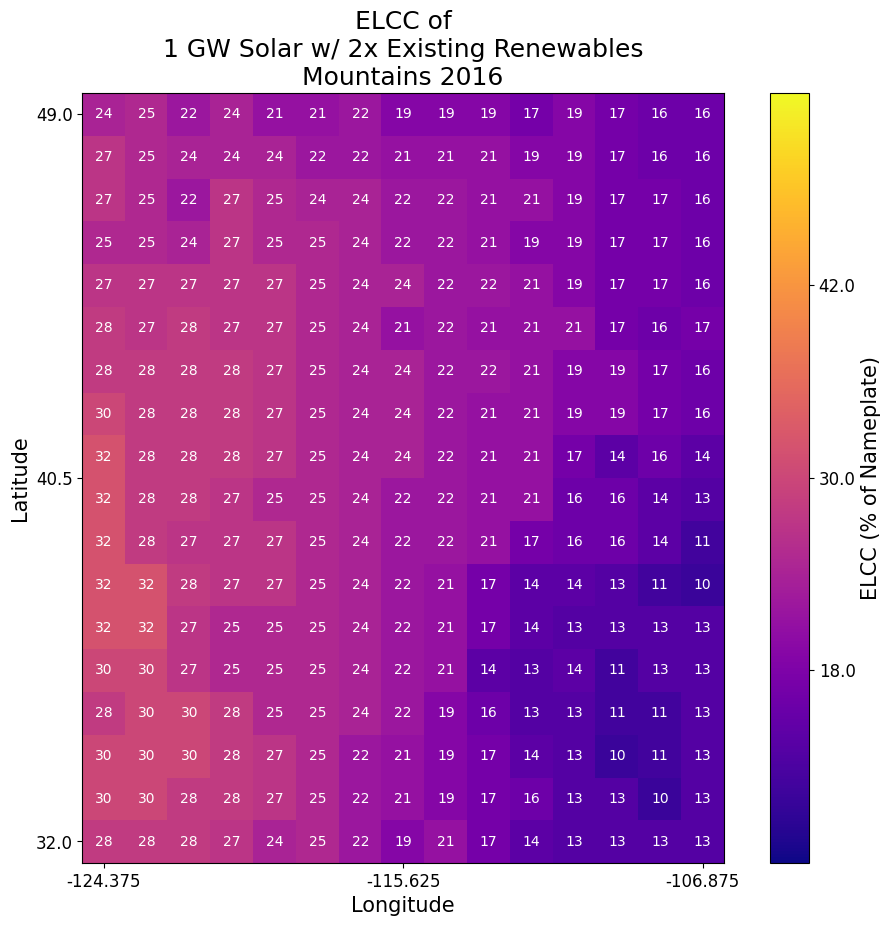 ELCC of
1 GW Solar w/ 2x Existing Renewables
Mountains 2016
49.0
24 25 22 24 21 21 22 19 19 19 17 19 17 16 16
27 25 24 24 24 22 22 21 21 21 19 19 17 16 16
27 25 22 27 25 24 24 22 22 21 21 19 17 17 16
25 25 24 27 25 25 24 22 22 21 19 19 17 17 16
27 27 27 27 27 25 24 24 22 22 21 19 17 17 16
42.0
28 27 28 27 27 25 24 21 22 21 21 21 17 16 17
28 28 28 28 27 25 24 24 22 22 21 19 19 17 16
30 28 28 28 27 25 24 24 22 21 21 19 19 17 16
32 28 28 28 27 25 24 24 22 21 21 17 14 16 14
40.5
30.0
32 28 28 27 25 25 24 22 22 21 21 16 16 14 13
32 28 27 27 27 25 24 22 22 21 17 16 16 14 11
32 32 28 27 27 25 24 22 21 17 14 14 13 11 10
32 32 27 25 25 25 24 22 21 17 14 13 13 13 13
30 30 27 25 25 25 24 22 21 14 13 14 11 13 13
18.0
28 30 30 28 25 25 24 22 19 16 13 13 11 11 13
30 30 30 28 27 25 22 21 19 17 14 13 10 11 13
30 30 28 28 27 25 22 21 19 17 16 13 13 10 13
32.0
28 28 28 27 24 25 22 19 21 17 14 13 13 13 13
-124.375
-115.625
-106.875
Longitude
Latitude
ELCC (% of Nameplate)